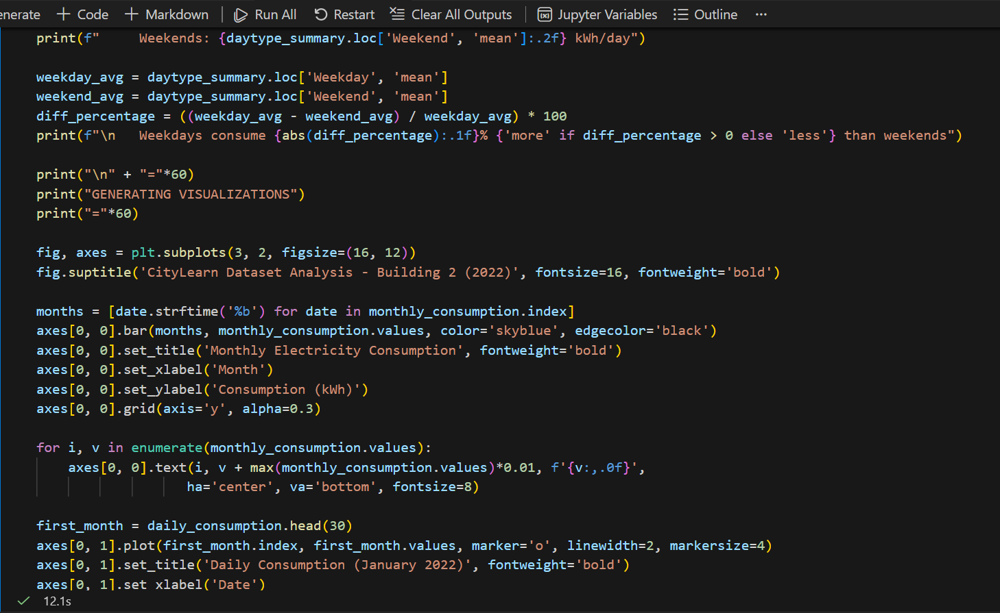 enerate + Code + Markdown Run All Restart Clear All Outputs Jupyter Variables Outline ...
print(f"     Weekends: {daytype_summary.loc['Weekend', 'mean']:.2f} kWh/day")
weekday_avg = daytype_summary.loc['Weekday', 'mean']
weekend_avg = daytype_summary.loc['Weekend', 'mean']
diff_percentage = ((weekday_avg - weekend_avg) / weekday_avg) * 100
print(f"\n   Weekdays consume {abs(diff_percentage):.1f}% {'more' if diff_percentage > 0 else 'less'} than weekends")
print("\n" + "="*60)
print("GENERATING VISUALIZATIONS")
print("="*60)
fig, axes = plt.subplots(3, 2, figsize=(16, 12))
fig.suptitle('CityLearn Dataset Analysis - Building 2 (2022)', fontsize=16, fontweight='bold')
months = [date.strftime('%b') for date in monthly_consumption.index]
axes[0, 0].bar(months, monthly_consumption.values, color='skyblue', edgecolor='black')
axes[0, 0].set_title('Monthly Electricity Consumption', fontweight='bold')
axes[0, 0].set_xlabel('Month')
axes[0, 0].set_ylabel('Consumption (kWh)')
axes[0, 0].grid(axis='y', alpha=0.3)
for i, v in enumerate(monthly_consumption.values):
    axes[0, 0].text(i, v + max(monthly_consumption.values)*0.01, f'{v:,.0f}',
                   ha='center', va='bottom', fontsize=8)
first_month = daily_consumption.head(30)
axes[0, 1].plot(first_month.index, first_month.values, marker='o', linewidth=2, markersize=4)
axes[0, 1].set_title('Daily Consumption (January 2022)', fontweight='bold')
axes[0, 1].set_xlabel('Date')
12.1s